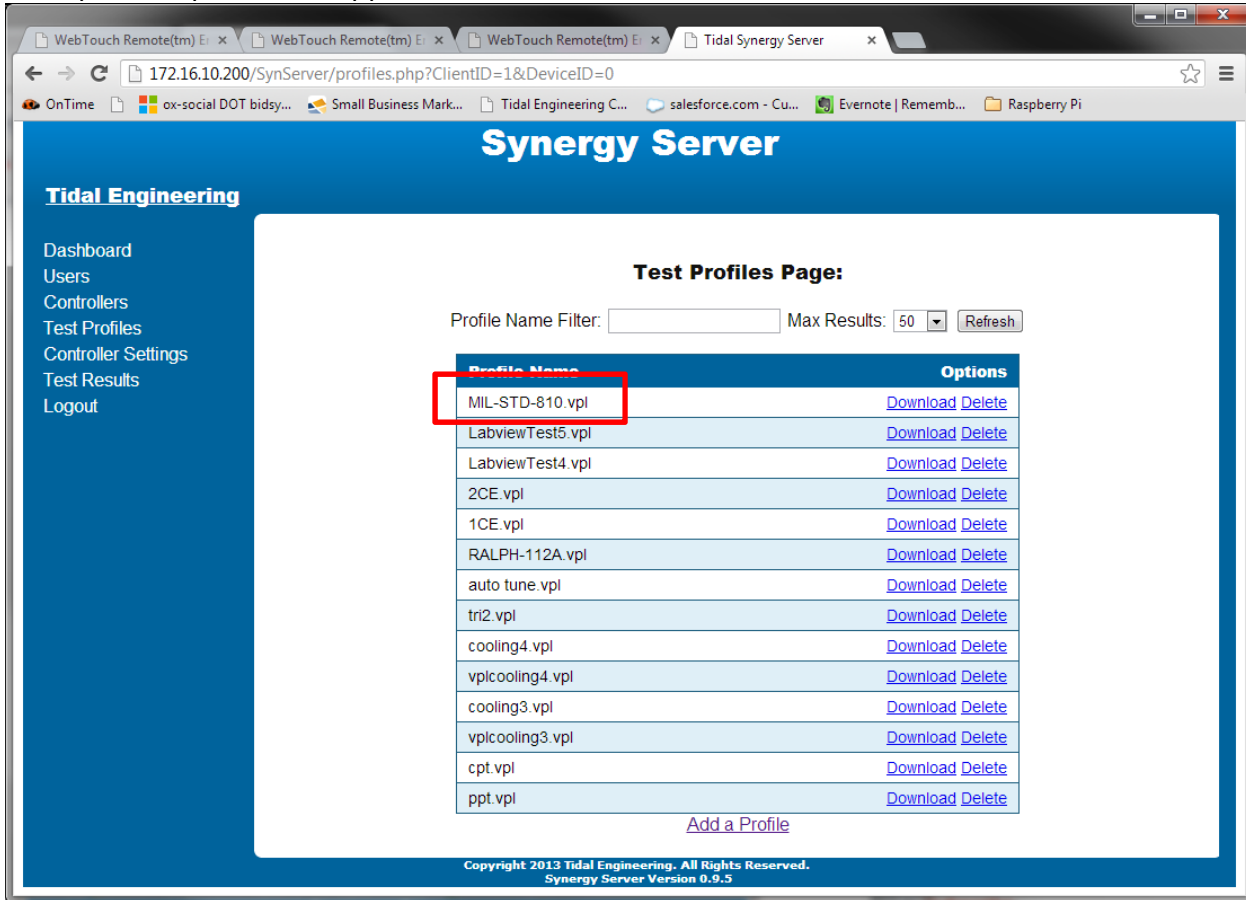 WebTouch Remote(tm) Er × WebTouch Remote(tm) Er × WebTouch Remote(tm) Er × Tidal Synergy Server ×
172.16.10.200/SynServer/profiles.php?ClientID=1&DeviceID=0
OnTime ox-social DOT bidsy... Small Business Mark... Tidal Engineering C... salesforce.com - Cu... Evernote | Rememb... Raspberry Pi
Synergy Server
Tidal Engineering
Dashboard
Users
Controllers
Test Profiles
Controller Settings
Test Results
Logout
Test Profiles Page:
Profile Name Filter: Max Results: 50 Refresh
Profile Name Options
MIL-STD-810.vpl Download Delete
LabviewTest5.vpl Download Delete
LabviewTest4.vpl Download Delete
2CE.vpl Download Delete
1CE.vpl Download Delete
RALPH-112A.vpl Download Delete
auto tune.vpl Download Delete
tri2.vpl Download Delete
cooling4.vpl Download Delete
vplcooling4.vpl Download Delete
cooling3.vpl Download Delete
vplcooling3.vpl Download Delete
cpt.vpl Download Delete
ppt.vpl Download Delete
Add a Profile
Copyright 2013 Tidal Engineering. All Rights Reserved.
Synergy Server Version 0.9.5